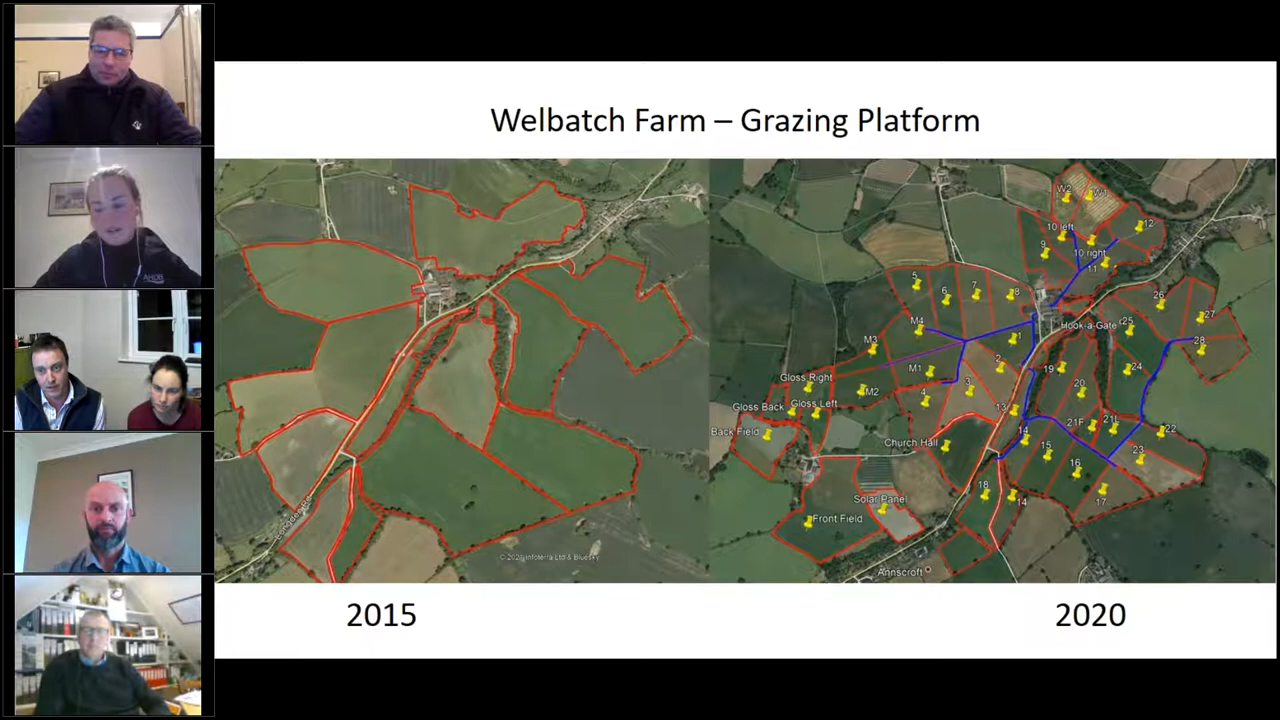 Welbatch Farm – Grazing Platform
W2
W1
12
10 left
9
10 right
11
5
6
7
8
26
27
M4
Hook-a-Gate
25
1
28
M3
2
19
24
M1
Gloss Right
3
20
M2
4
Gloss Left
Gloss Back
13
Back Field
14
21F
21L
22
Church Hall
15
23
16
18
14
17
Solar Panel
Front Field
Annscroft
2015
2020
AHDB